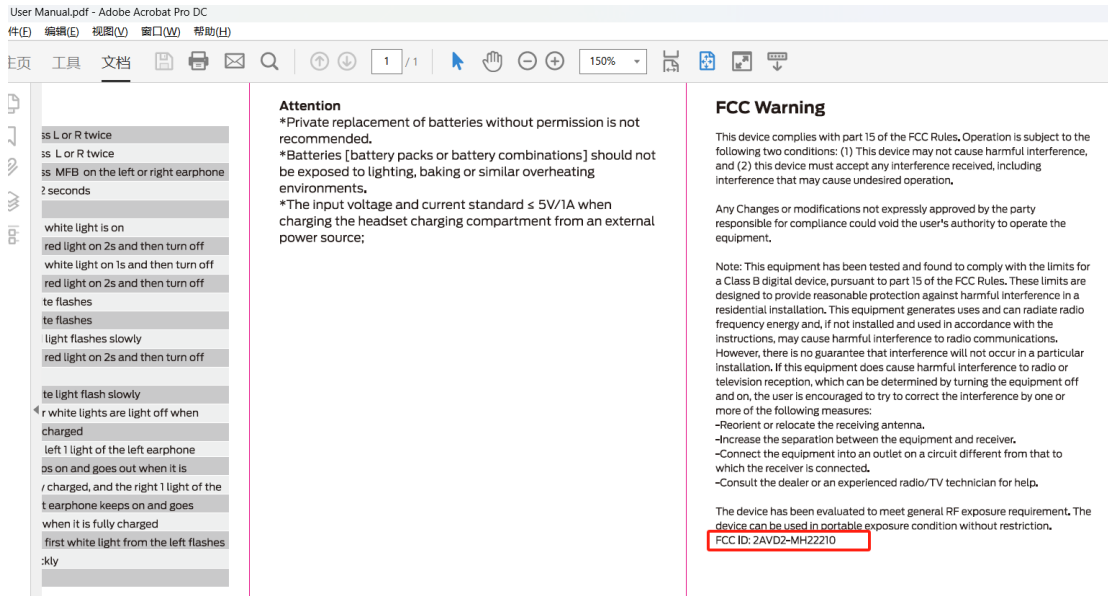 User Manual.pdf - Adobe Acrobat Pro DC
件(F) 编辑(E) 视图(V) 窗口(W) 帮助(H)
主页 工具 文档 1 / 1 150%
ss L or R twice
ss L or R twice
ss MFB on the left or right earphone
2 seconds
white light is on
red light on 2s and then turn off
white light on 1s and then turn off
red light on 2s and then turn off
te flashes
te flashes
light flashes slowly
red light on 2s and then turn off
te light flash slowly
r white lights are light off when
charged
left 1 light of the left earphone
ps on and goes out when it is
y charged, and the right 1 light of the
t earphone keeps on and goes
when it is fully charged
first white light from the left flashes
ckly
Attention
*Private replacement of batteries without permission is not
recommended.
*Batteries [battery packs or battery combinations] should not
be exposed to lighting, baking or similar overheating
environments.
*The input voltage and current standard ≤ 5V/1A when
charging the headset charging compartment from an external
power source;
FCC Warning
This device complies with part 15 of the FCC Rules. Operation is subject to the
following two conditions: (1) This device may not cause harmful interference,
and (2) this device must accept any interference received, including
interference that may cause undesired operation.
Any Changes or modifications not expressly approved by the party
responsible for compliance could void the user's authority to operate the
equipment.
Note: This equipment has been tested and found to comply with the limits for
a Class B digital device, pursuant to part 15 of the FCC Rules. These limits are
designed to provide reasonable protection against harmful interference in a
residential installation. This equipment generates uses and can radiate radio
frequency energy and, if not installed and used in accordance with the
instructions, may cause harmful interference to radio communications.
However, there is no guarantee that interference will not occur in a particular
installation. If this equipment does cause harmful interference to radio or
television reception, which can be determined by turning the equipment off
and on, the user is encouraged to try to correct the interference by one or
more of the following measures:
-Reorient or relocate the receiving antenna.
-Increase the separation between the equipment and receiver.
-Connect the equipment into an outlet on a circuit different from that to
which the receiver is connected.
-Consult the dealer or an experienced radio/TV technician for help.
The device has been evaluated to meet general RF exposure requirement. The
device can be used in portable exposure condition without restriction.
FCC ID: 2AVD2-MH22210